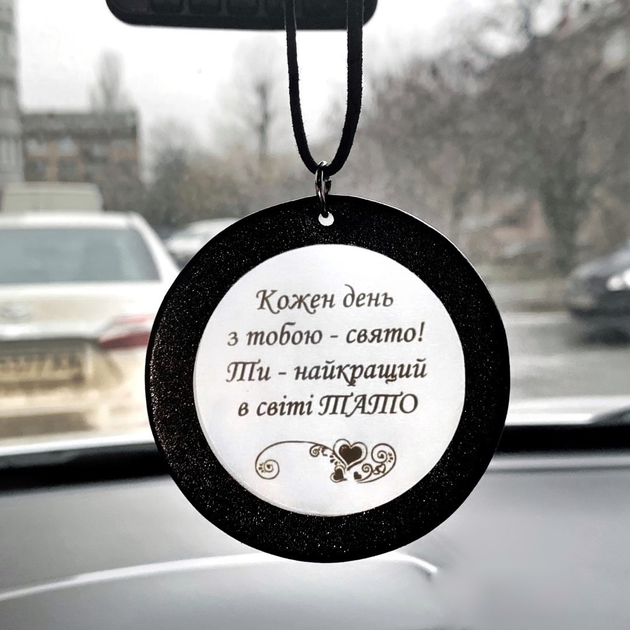 Кожен день
з тобою - свято!
Ти - найкращий
в світі ТАТО